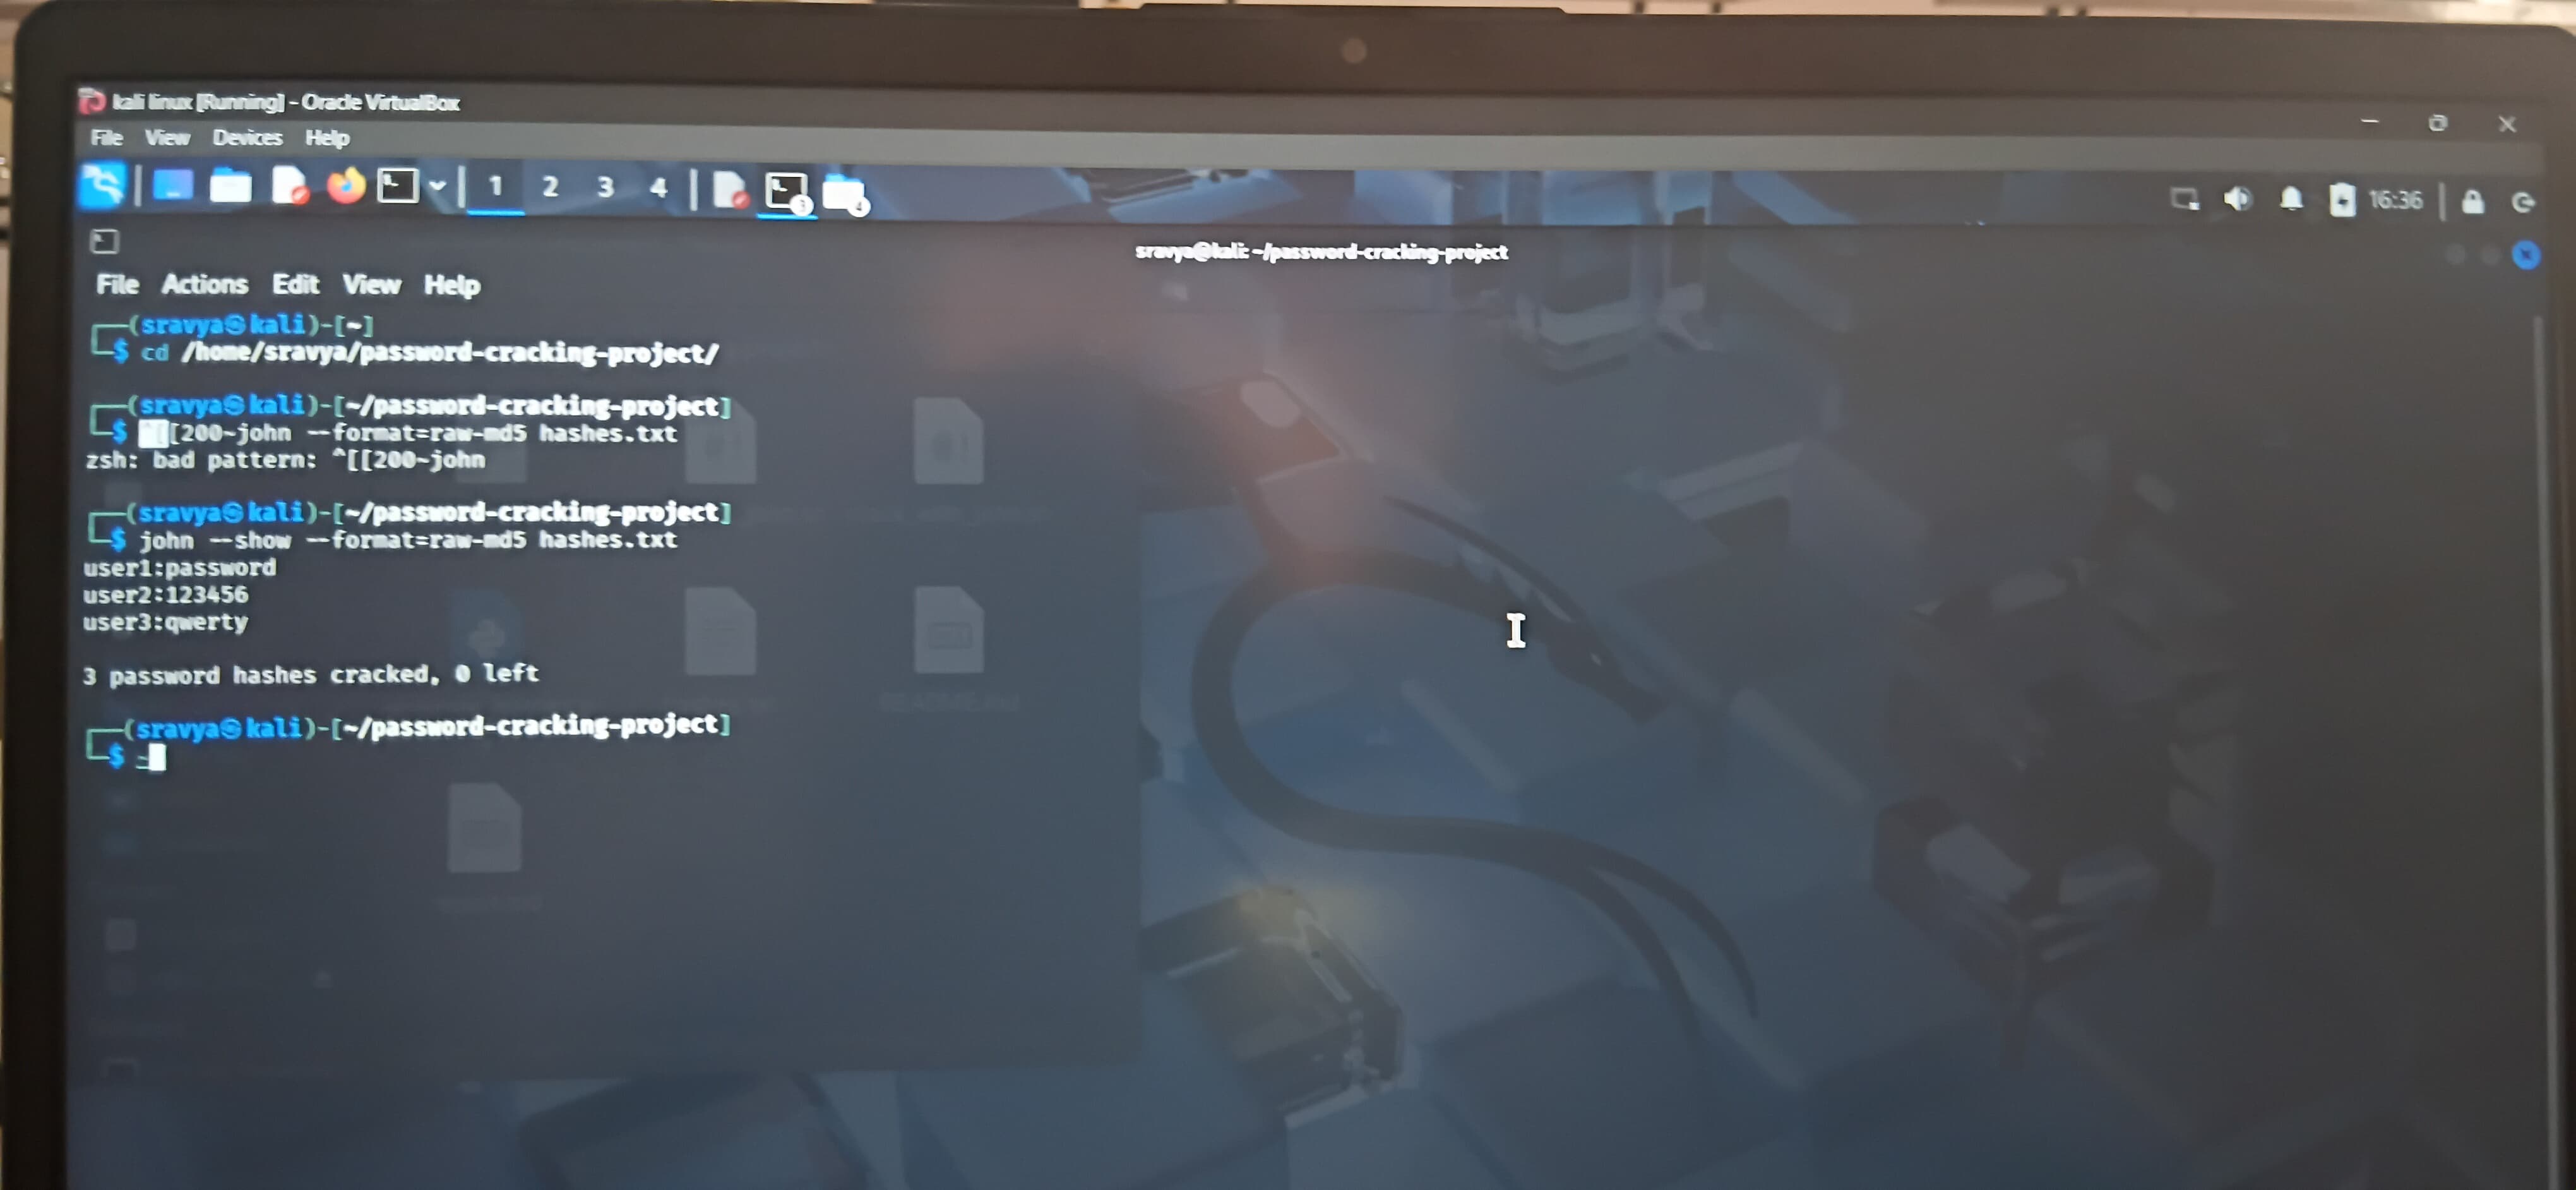 kali linux [Running] - Oracle VirtualBox
File View Devices Help
1 2 3 4 3 4 16:36
sravya@kali: ~/password-cracking-project
File Actions Edit View Help
┌──(sravya㉿kali)-[~]
└─$ cd /home/sravya/password-cracking-project/
┌──(sravya㉿kali)-[~/password-cracking-project]
└─$ ^[[200~john --format=raw-md5 hashes.txt
zsh: bad pattern: ^[[200~john
┌──(sravya㉿kali)-[~/password-cracking-project]
└─$ john --show --format=raw-md5 hashes.txt
user1:password
user2:123456
user3:qwerty
3 password hashes cracked, 0 left
┌──(sravya㉿kali)-[~/password-cracking-project]
└─$
README.md